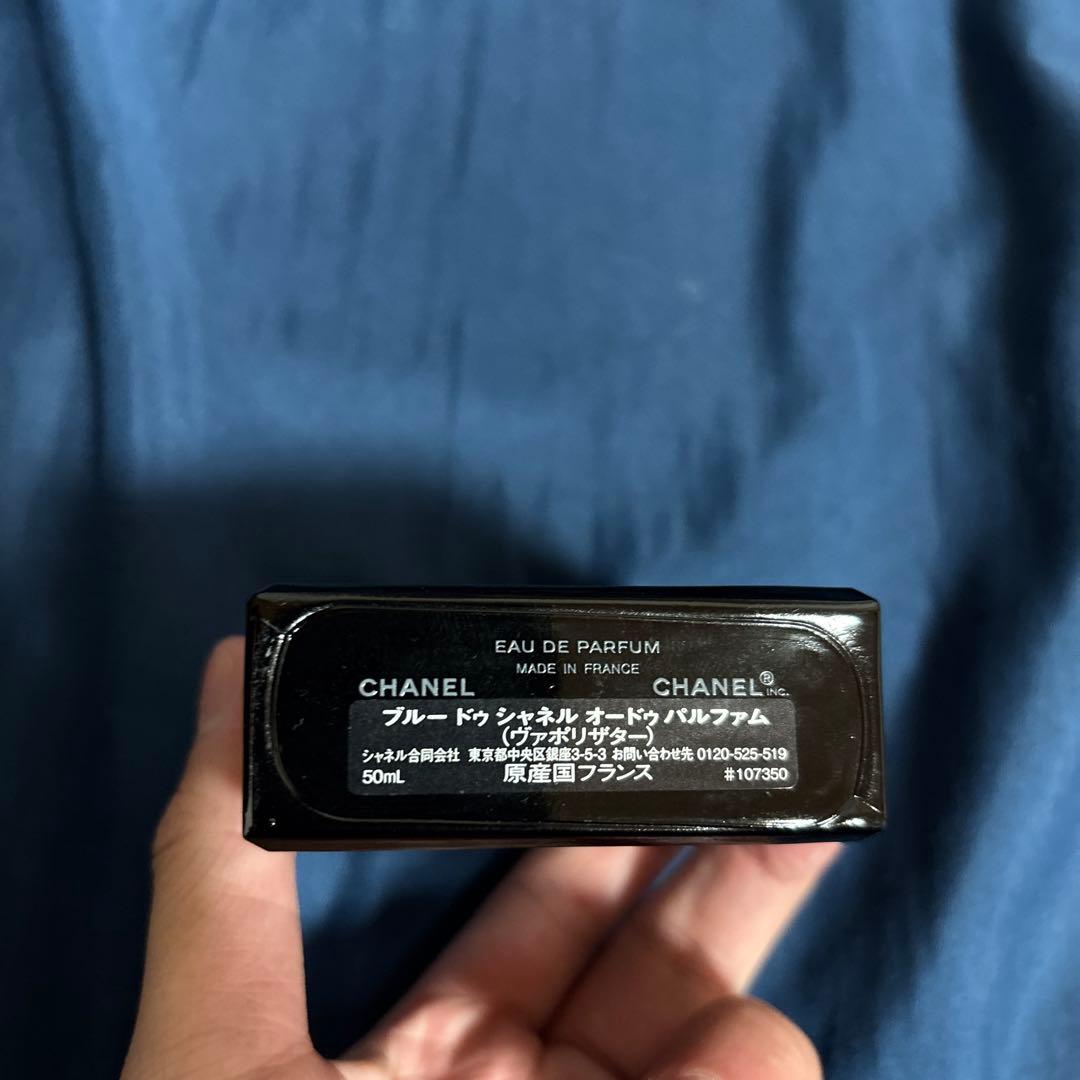 EAU DE PARFUM
MADE IN FRANCE
CHANEL CHANEL® INC.
ブルー ドゥ シャネル オードゥ パルファム
(ヴァポリザター)
シャネル合同会社 東京都中央区銀座3-5-3 お問い合わせ先 0120-525-519
50mL 原産国フランス #107350